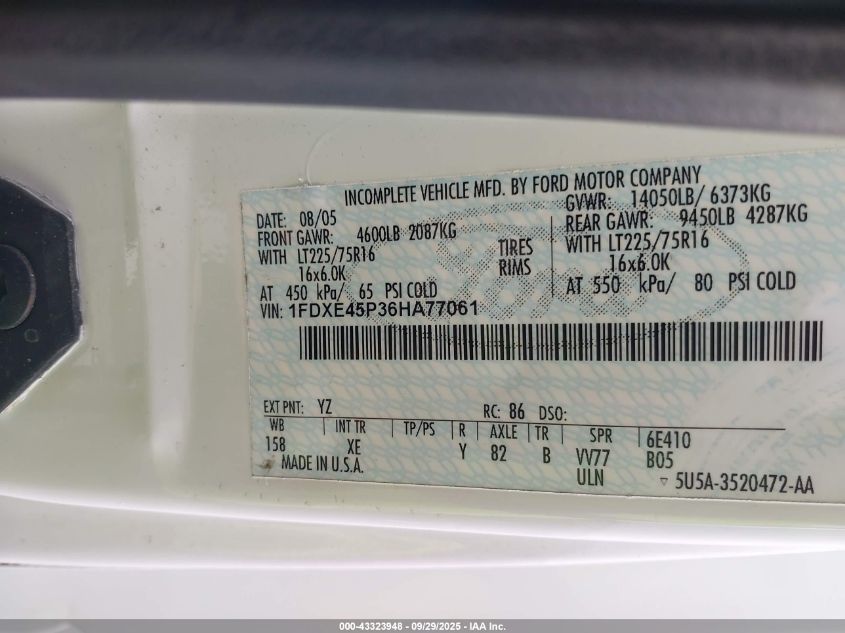 INCOMPLETE VEHICLE MFD. BY FORD MOTOR COMPANY
DATE: 08/05 GVWR: 14050LB/ 6373KG
FRONT GAWR: 4600LB 2087KG REAR GAWR: 9450LB 4287KG
WITH LT225/75R16 TIRES WITH LT225/75R16
16x6.0K RIMS 16x6.0K
AT 450 kPa/ 65 PSI COLD AT 550 kPa/ 80 PSI COLD
VIN: 1FDXE45P36HA77061
EXT PNT: YZ RC: 86 DSO:
WB INT TR TP/PS R AXLE TR SPR 6E410
158 XE Y 82 B VV77 B05
MADE IN U.S.A. ULN ▿ 5U5A-3520472-AA
000-43323948 - 09/29/2025 - IAA Inc.